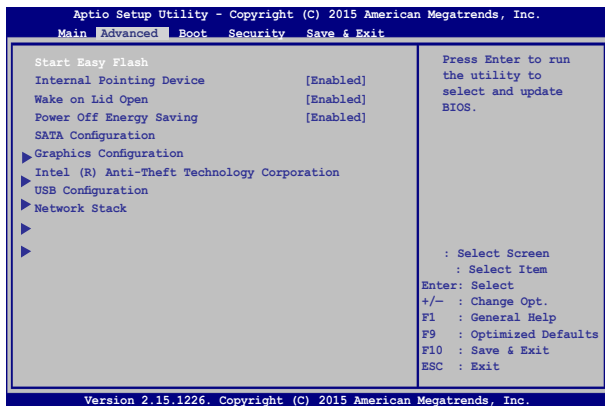 Aptio Setup Utility - Copyright (C) 2015 American Megatrends, Inc.
Main Advanced Boot Security Save & Exit
Start Easy Flash
Internal Pointing Device [Enabled]
Wake on Lid Open [Enabled]
Power Off Energy Saving [Enabled]
SATA Configuration
Graphics Configuration
Intel (R) Anti-Theft Technology Corporation
USB Configuration
Network Stack
Press Enter to run
the utility to
select and update
BIOS.
: Select Screen
: Select Item
Enter: Select
+/— : Change Opt.
F1 : General Help
F9 : Optimized Defaults
F10 : Save & Exit
ESC : Exit
Version 2.15.1226. Copyright (C) 2015 American Megatrends, Inc.